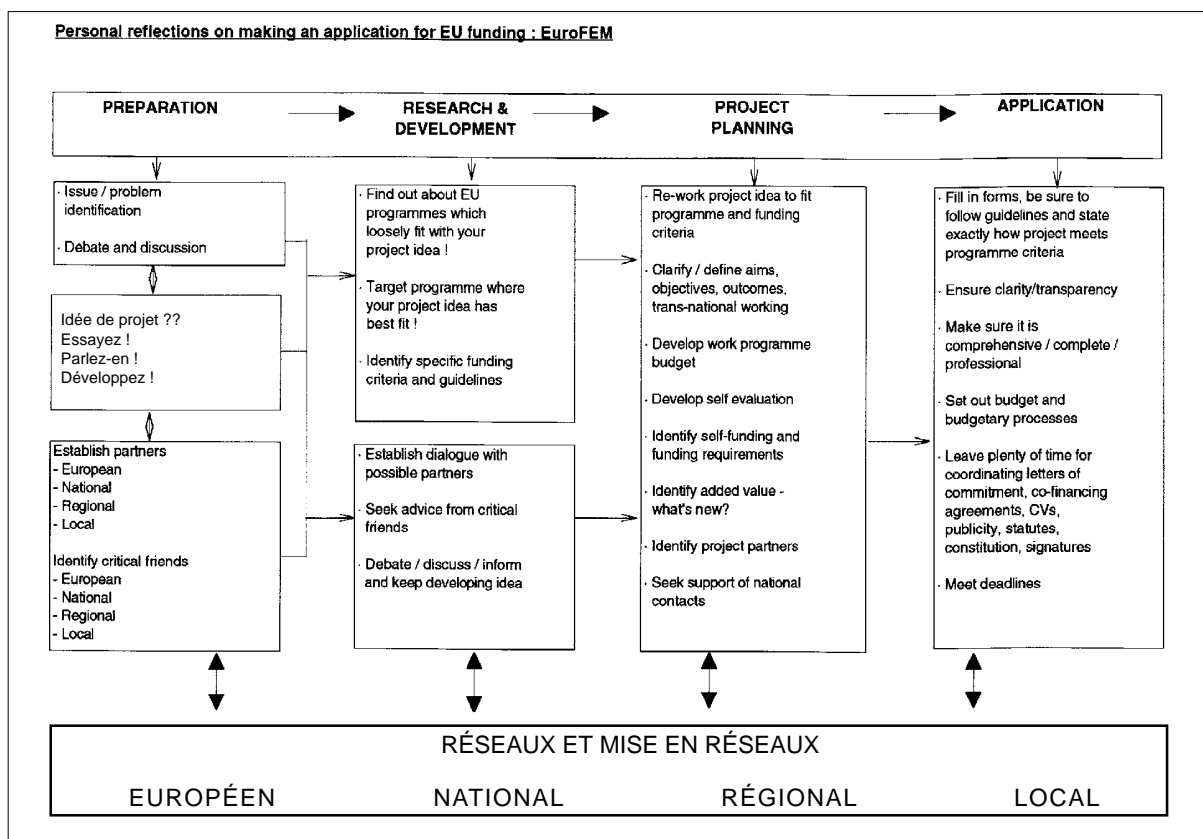 Personal reflections on making an application for EU funding : EuroFEM
PREPARATION
RESEARCH &
DEVELOPMENT
PROJECT
PLANNING
APPLICATION
· Issue / problem
identification
· Debate and discussion
Idée de projet ??
Essayez !
Parlez-en !
Développez !
Establish partners
- European
- National
- Regional
- Local
Identify critical friends
- European
- National
- Regional
- Local
· Find out about EU
programmes which
loosely fit with your
project idea !
· Target programme where
your project idea has
best fit !
· Identify specific funding
criteria and guidelines
· Establish dialogue with
possible partners
· Seek advice from critical
friends
· Debate / discuss / inform
and keep developing idea
· Re-work project idea to fit
programme and funding
criteria
· Clarify / define aims,
objectives, outcomes,
trans-national working
· Develop work programme
budget
· Develop self evaluation
· Identify self-funding and
funding requirements
· Identify added value -
what's new?
· Identify project partners
· Seek support of national
contacts
· Fill in forms, be sure to
follow guidelines and state
exactly how project meets
programme criteria
· Ensure clarity/transparency
· Make sure it is
comprehensive / complete /
professional
· Set out budget and
budgetary processes
· Leave plenty of time for
coordinating letters of
commitment, co-financing
agreements, CVs,
publicity, statutes,
constitution, signatures
· Meet deadlines
RÉSEAUX ET MISE EN RÉSEAUX
EUROPÉEN NATIONAL RÉGIONAL LOCAL